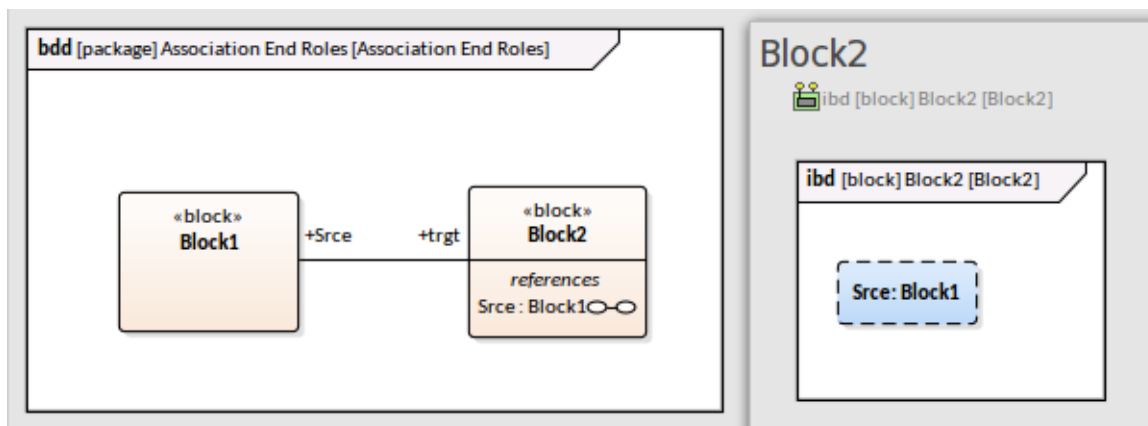 bdd [package] Association End Roles [Association End Roles]
«block»
Block1
+Srce
+trgt
«block»
Block2
references
Srce : Block1
Block2
ibd [block] Block2 [Block2]
ibd [block] Block2 [Block2]
Srce: Block1